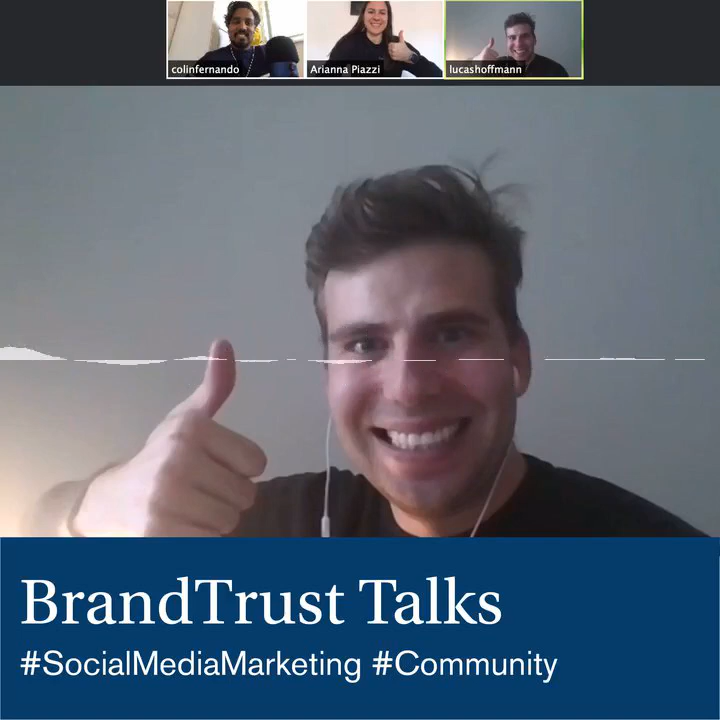 colinfernando
Arianna Piazzi
lucashoffmann
BrandTrust Talks
#SocialMediaMarketing #Community